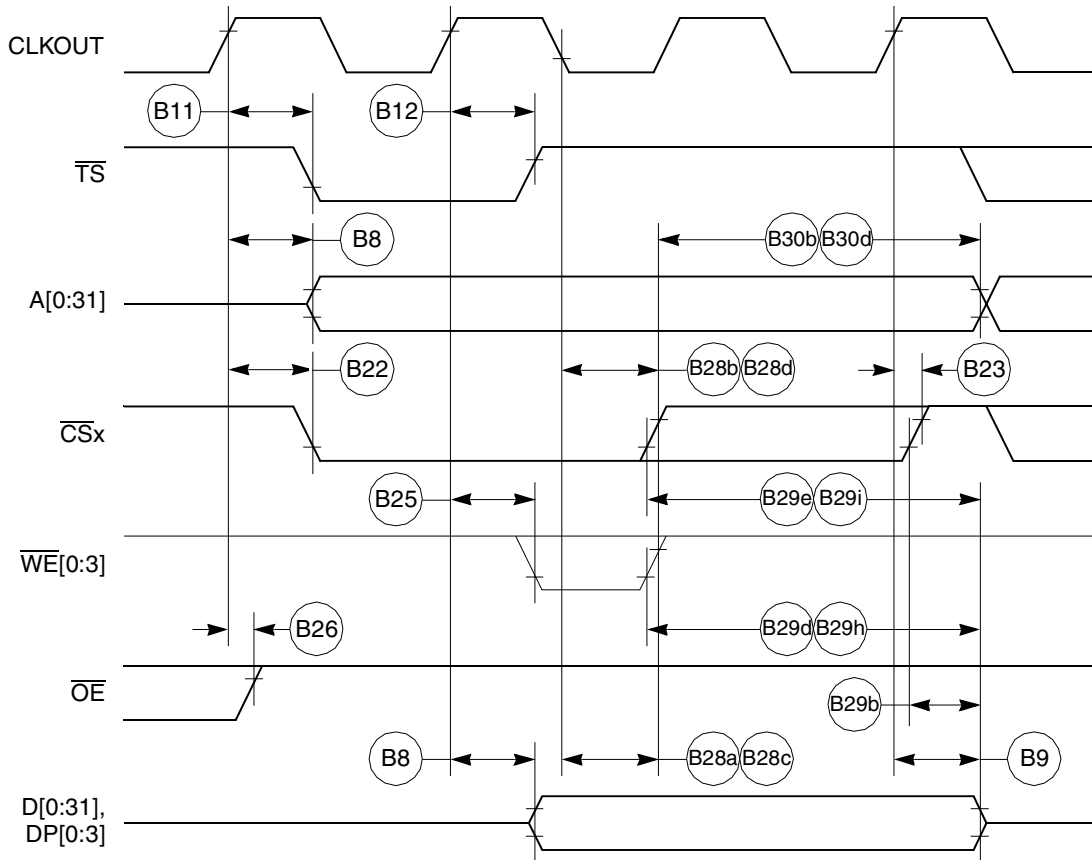 CLKOUT
B11
B12
TS
B8
B30b B30d
A[0:31]
B22
B28b B28d
B23
CSx
B25
B29e B29i
WE[0:3]
B26
B29d B29h
OE
B29b
B8
B28a B28c
B9
D[0:31],
DP[0:3]